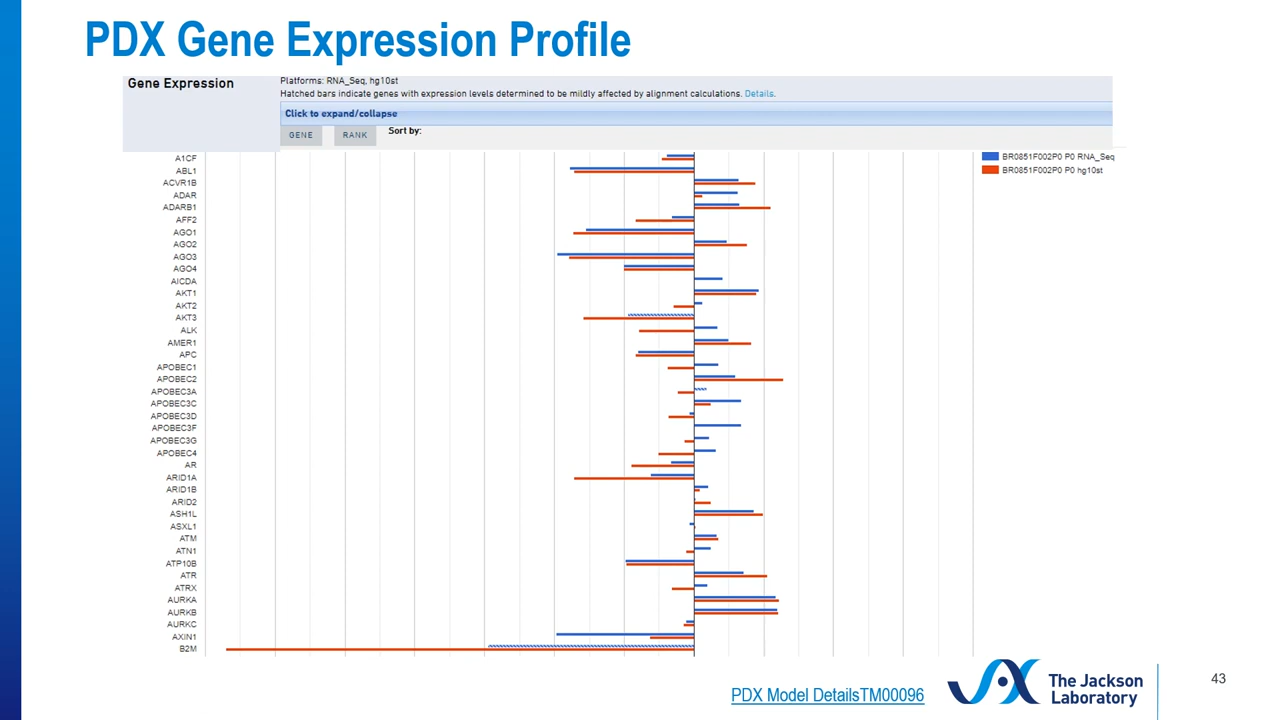 PDX Gene Expression Profile
Gene Expression
Platforms: RNA_Seq, hg10st
Hatched bars indicate genes with expression levels determined to be mildly affected by alignment calculations. Details.
Click to expand/collapse
GENE RANK Sort by:
BR0851F002P0 P0 RNA_Seq
BR0851F002P0 P0 hg10st
A1CF
ABL1
ACVR1B
ADAR
ADARB1
AFF2
AGO1
AGO2
AGO3
AGO4
AICDA
AKT1
AKT2
AKT3
ALK
AMER1
APC
APOBEC1
APOBEC2
APOBEC3A
APOBEC3C
APOBEC3D
APOBEC3F
APOBEC3G
APOBEC4
AR
ARID1A
ARID1B
ARID2
ASH1L
ASXL1
ATM
ATN1
ATP10B
ATR
ATRX
AURKA
AURKB
AURKC
AXIN1
B2M
PDX Model DetailsTM00096
The Jackson
Laboratory
43